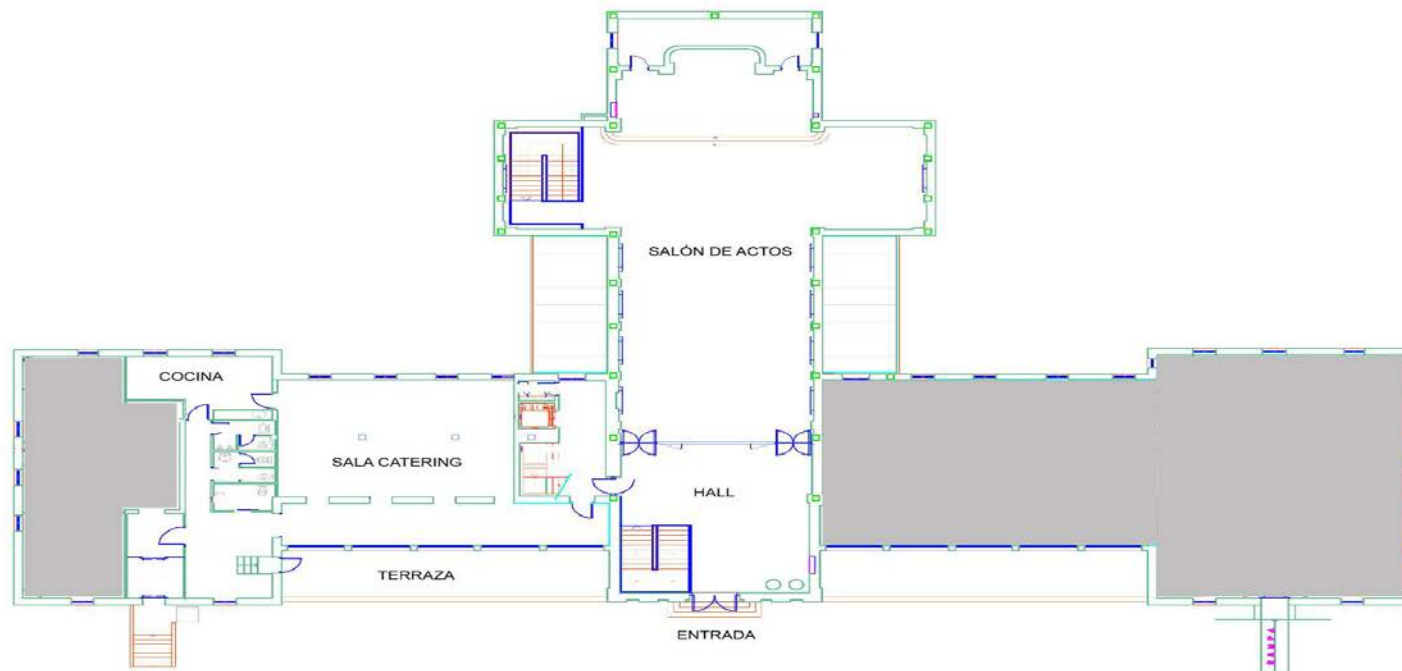 SALÓN DE ACTOS
COCINA
SALA CATERING
HALL
TERRAZA
ENTRADA